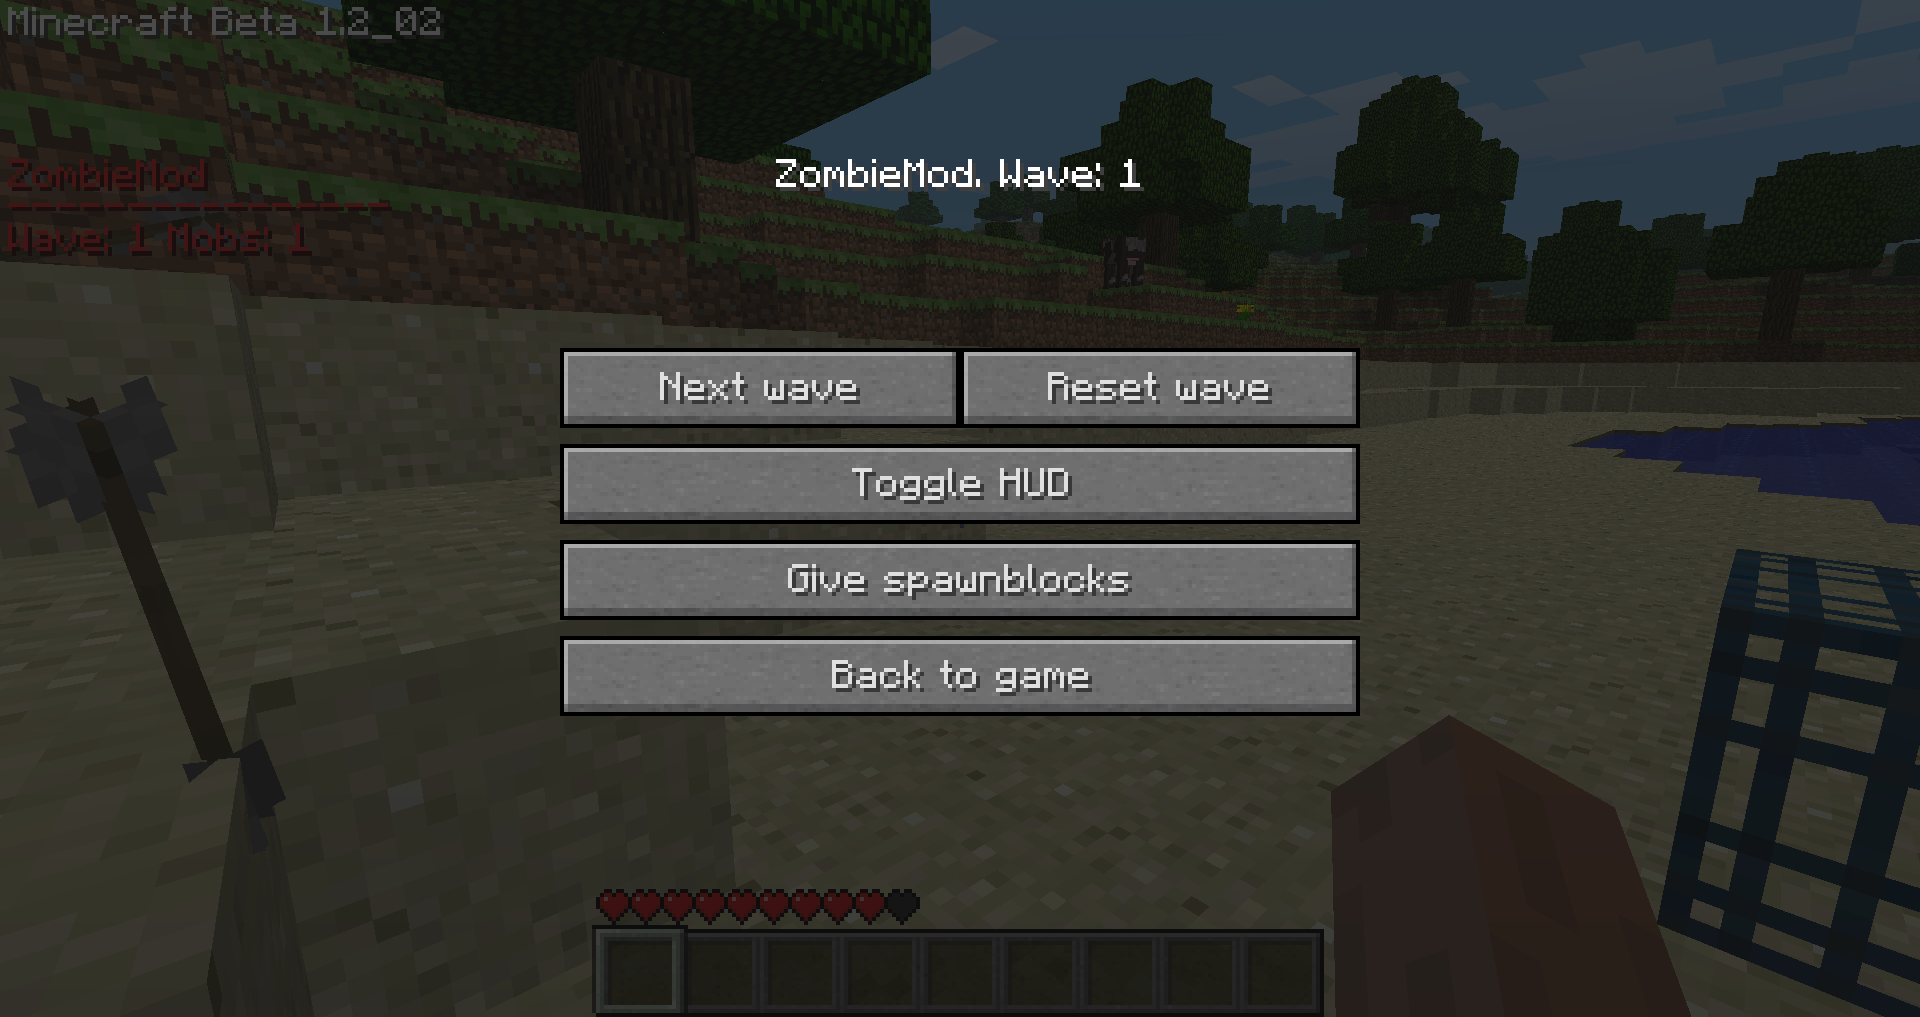 Minecraft Beta 1.2_02
ZombieMod
------------------
Wave: 1 Mobs: 1
ZombieMod. Wave: 1
Next wave
Reset wave
Toggle HUD
Give spawnblocks
Back to game